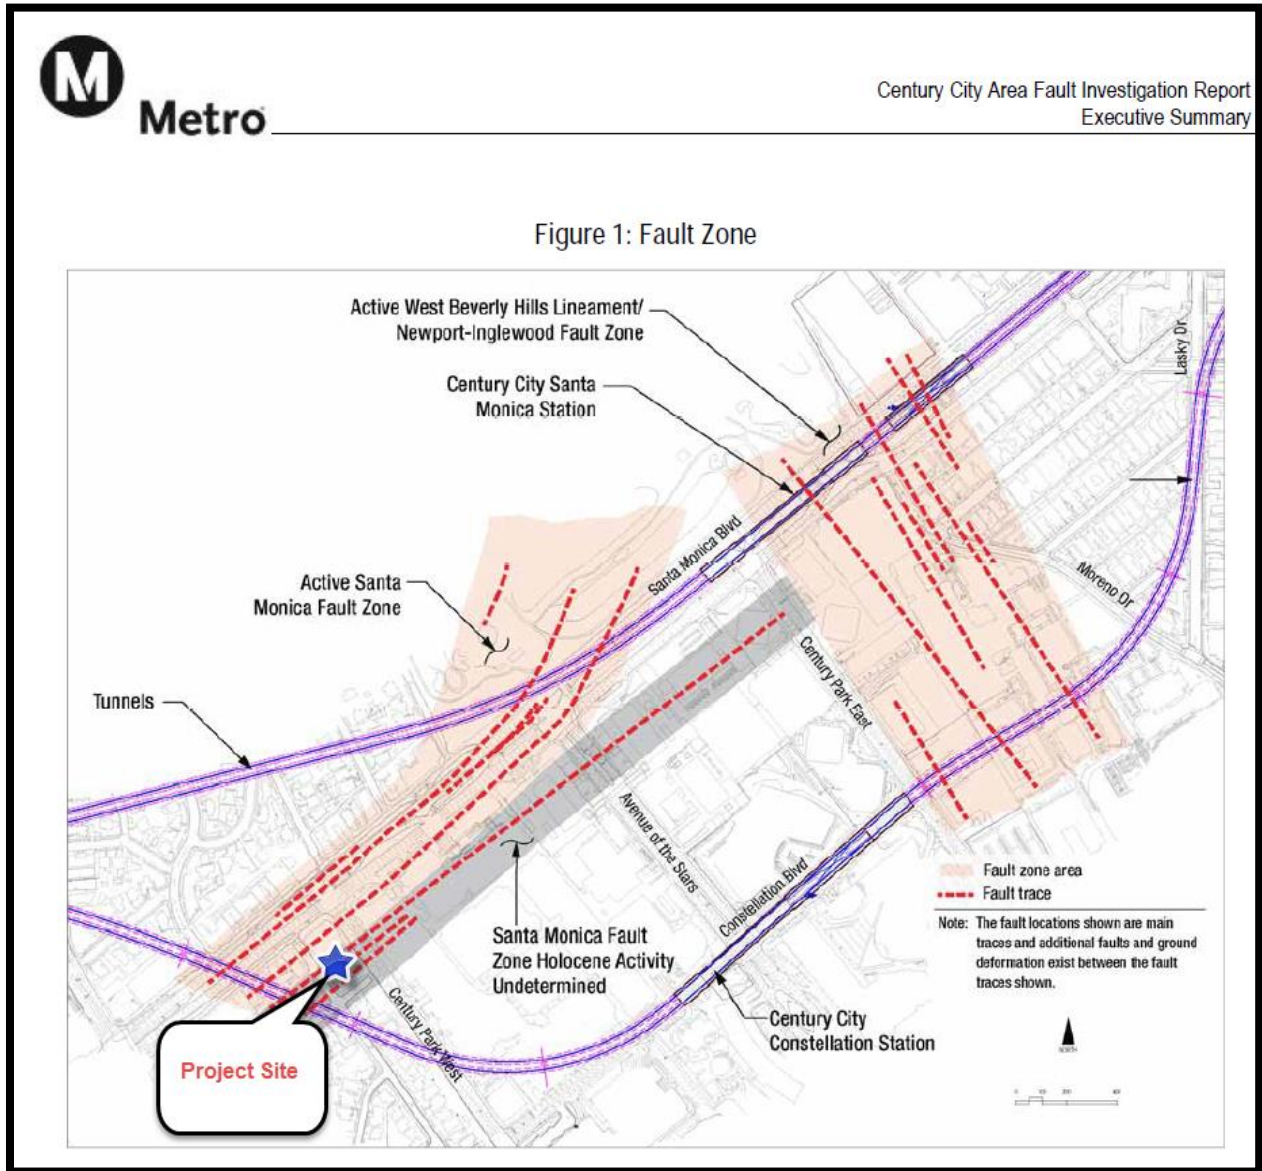 M
Metro
Century City Area Fault Investigation Report
Executive Summary
Figure 1: Fault Zone
Active West Beverly Hills Lineament/
Newport-Inglewood Fault Zone
Century City Santa
Monica Station
Lasky Dr
Santa Monica Blvd
Active Santa
Monica Fault Zone
Moreno Dr
Century Park East
Tunnels
Avenue of the Stars
Constellation Blvd
Fault zone area
Fault trace
Note: The fault locations shown are main
traces and additional faults and ground
deformation exist between the fault
traces shown.
Santa Monica Fault
Zone Holocene Activity
Undetermined
Century Park West
Century City
Constellation Station
Project Site
NORTH